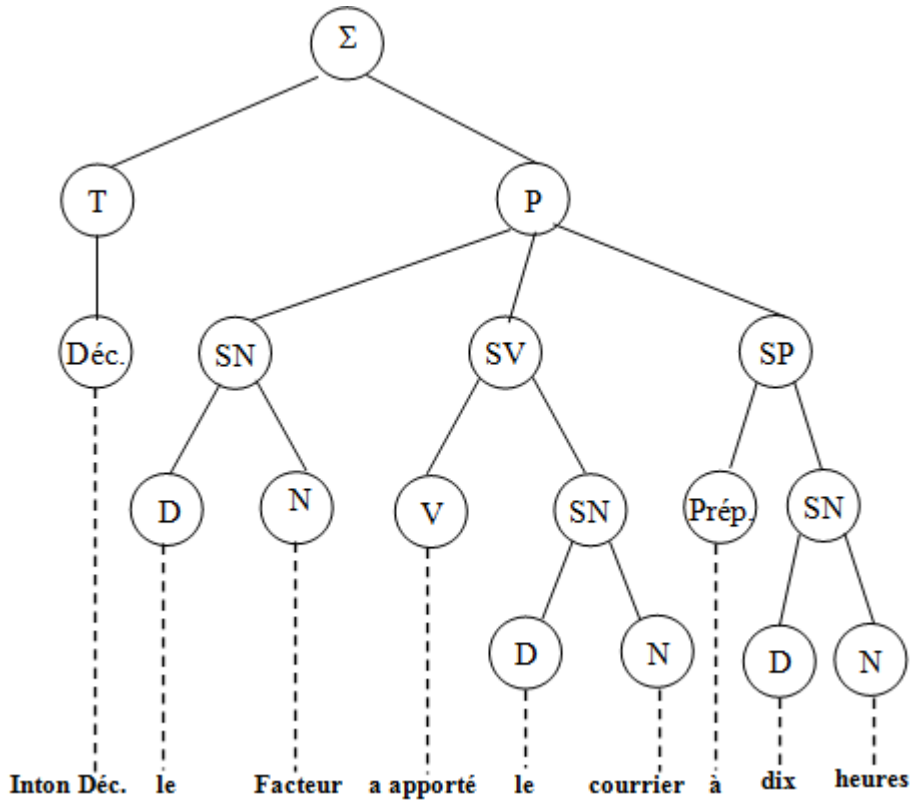 Σ
T P
Déc. SN SV SP
D N V SN Prép. SN
D N D N
Inton Déc. le Facteur a apporté le courrier à dix heures